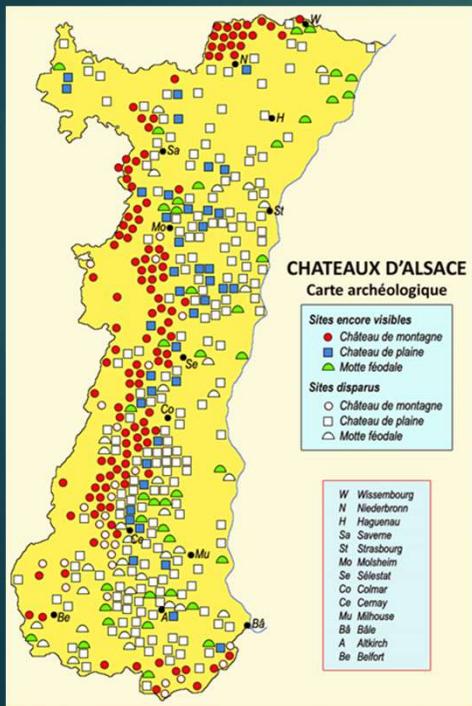 W
N
H
Sa
St
Mo
Se
Co
Ce
Mu
Be
A
Bâ
CHATEAUX D'ALSACE
Carte archéologique
Sites encore visibles
Château de montagne
Chateau de plaine
Motte féodale
Sites disparus
Château de montagne
Chateau de plaine
Motte féodale
W Wissembourg
N Niederbronn
H Haguenau
Sa Saverne
St Strasbourg
Mo Molsheim
Se Sélestat
Co Colmar
Ce Cernay
Mu Milhouse
Bâ Bâle
A Altkirch
Be Belfort